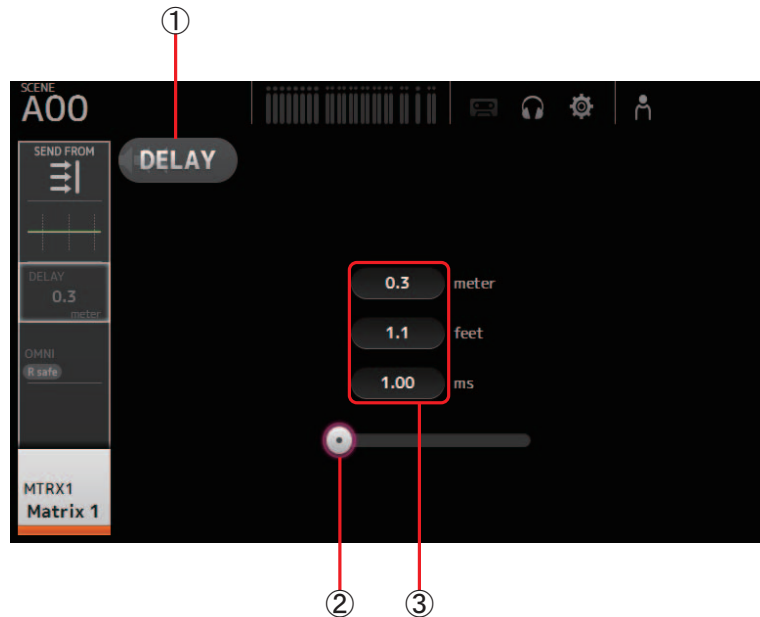 ①
SCENE
A00
SEND FROM
DELAY
DELAY
0.3
meter
0.3 meter
1.1 feet
1.00 ms
OMNI
R safe
MTRX1
Matrix 1
② ③